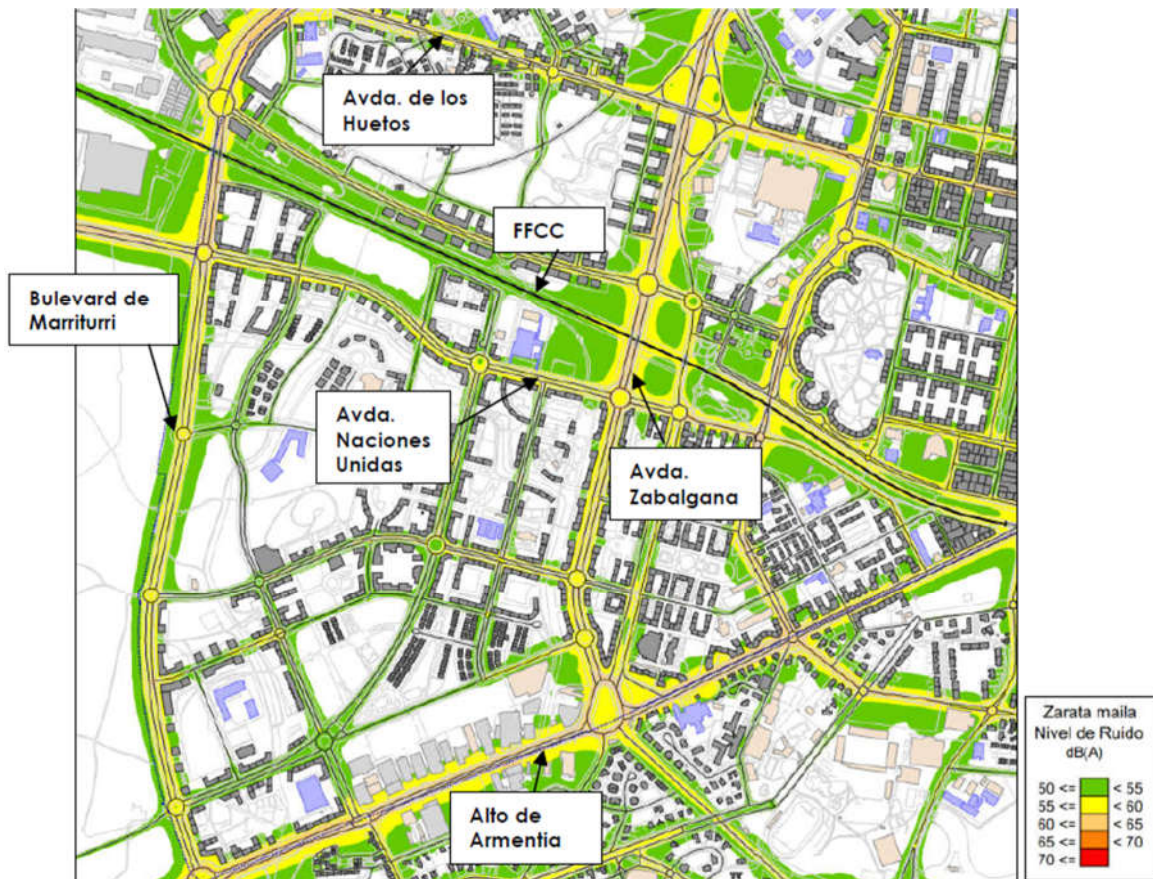 Avda. de los
Huetos
FFCC
Bulevard de
Marriturri
Avda.
Naciones
Unidas
Avda.
Zabalgana
Alto de
Armentia
Zarata maila
Nivel de Ruido
dB(A)
50 <= < 55
55 <= < 60
60 <= < 65
65 <= < 70
70 <=